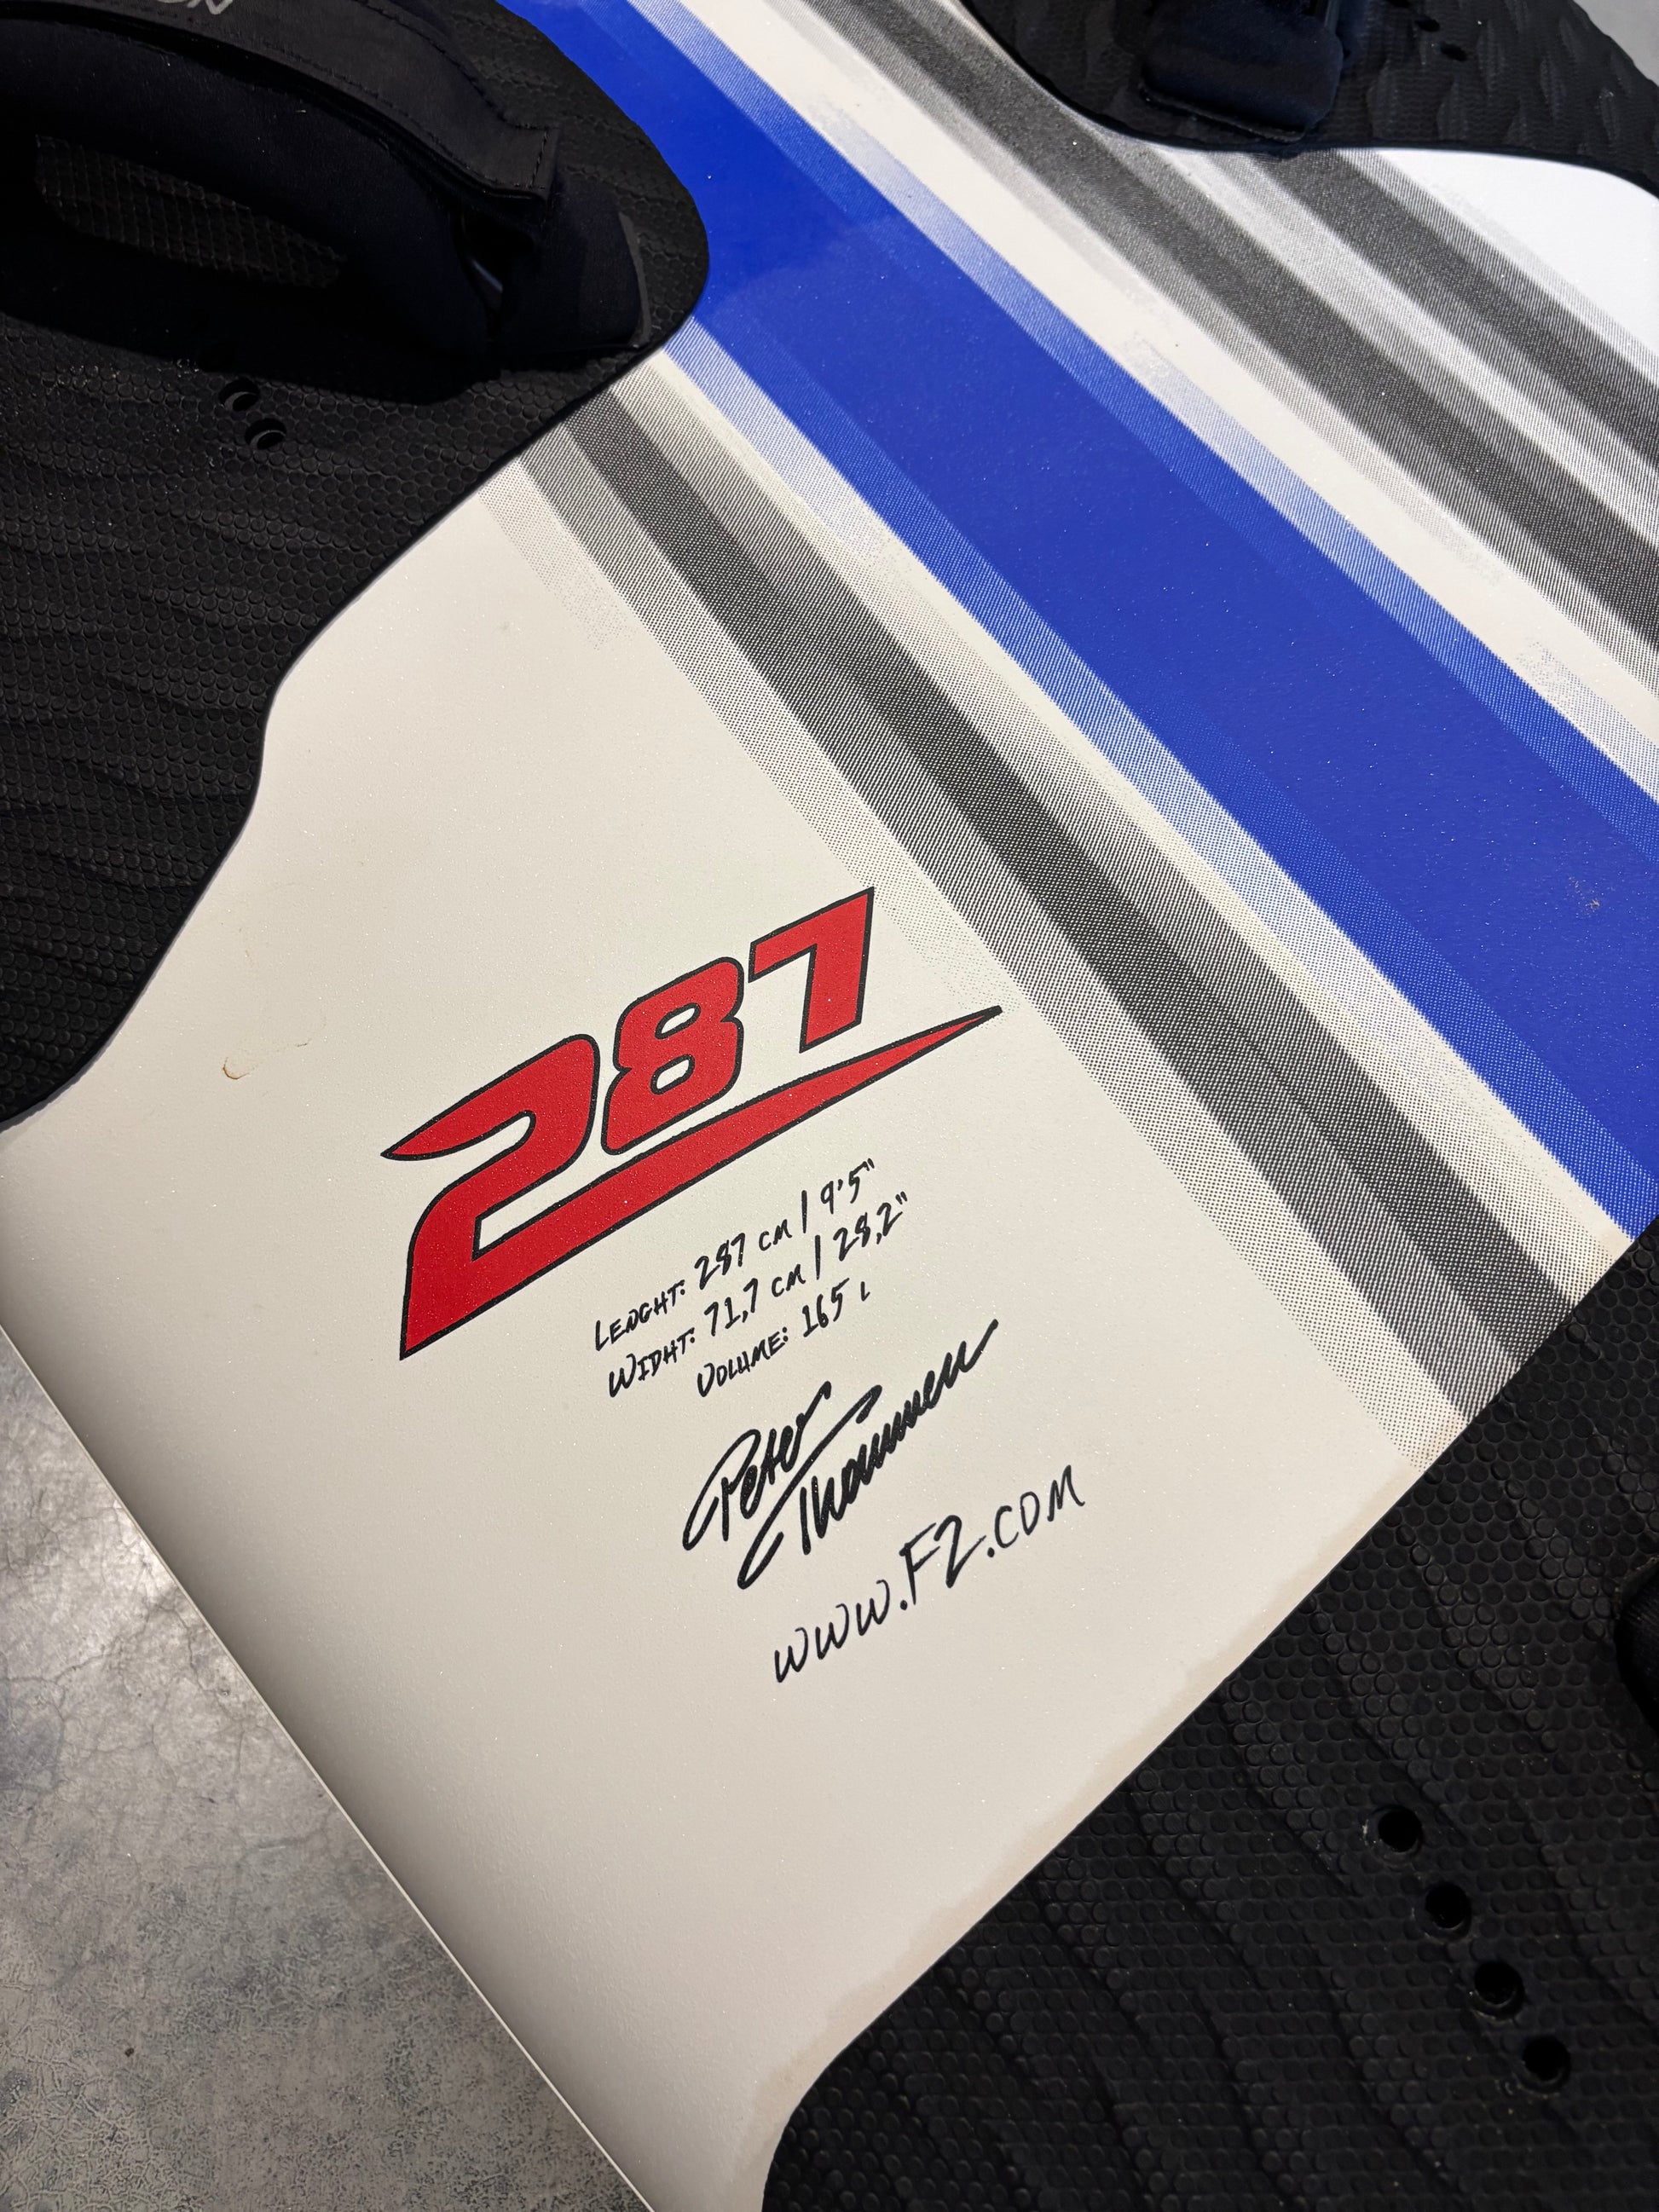 287
LENGHT: 287 CM / 9'5"
WIDHT: 71,7 CM / 28,2"
VOLUME: 165 L
Peter
Thommen
www.F2.com